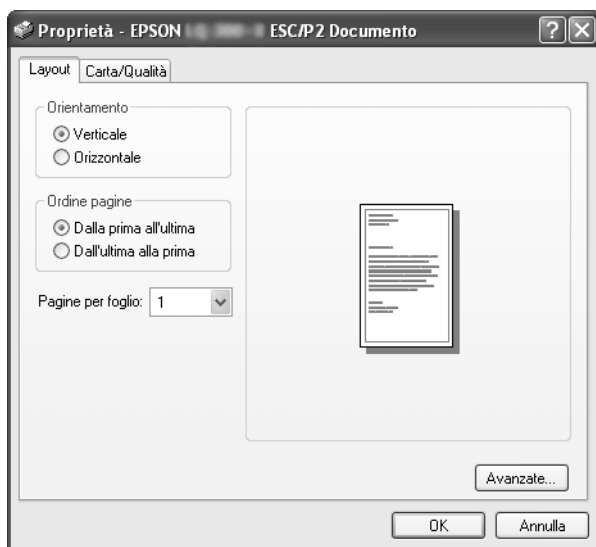 Proprietà - EPSON ESC/P2 Documento
Layout Carta/Qualità
Orientamento
Verticale
Orizzontale
Ordine pagine
Dalla prima all'ultima
Dall'ultima alla prima
Pagine per foglio: 1
Avanzate...
OK Annulla